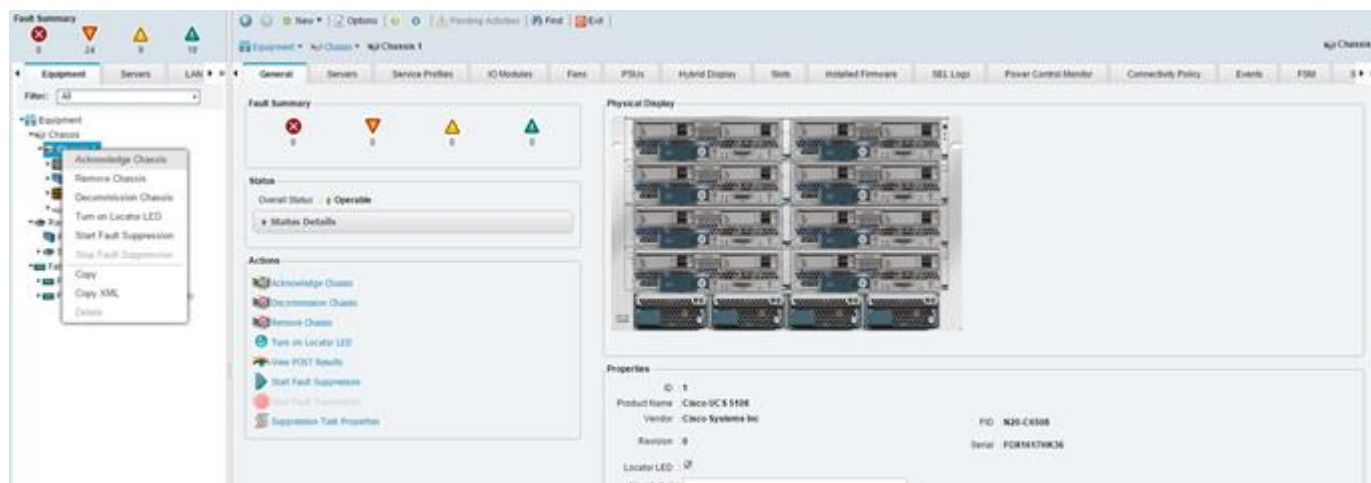 Fault Summary
0 24 9 10
New Options Pending Activities Find Exit
Equipment Chassis Chassis 1
Chassis
Equipment Servers LAN
General Servers Service Profiles IO Modules Fans PSUs Hybrid Display Slots Installed Firmware SEL Logs Power Control Monitor Connectivity Policy Events FSM
Filter: All
Equipment
Chassis
Acknowledge Chassis
Remove Chassis
Decommission Chassis
Turn on Locator LED
Start Fault Suppression
Stop Fault Suppression
Copy
Copy XML
Delete
Fault Summary
0 0 0 0
Status
Overall Status : Operable
Status Details
Actions
Acknowledge Chassis
Decommission Chassis
Remove Chassis
Turn on Locator LED
View POST Results
Start Fault Suppression
Stop Fault Suppression
Suppression Task Properties
Physical Display
Properties
ID : 1
Product Name : Cisco UCS 5108
Vendor : Cisco Systems Inc
PID : N20-C6508
Revision : 0
Serial :
Locator LED :